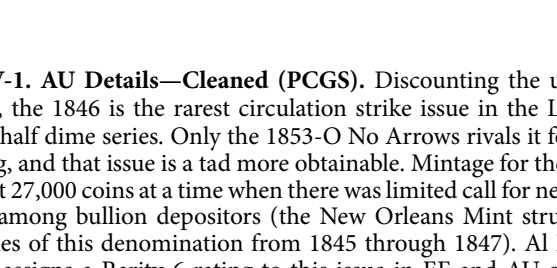 -1. AU Details—Cleaned (PCGS). Discounting the u
, the 1846 is the rarest circulation strike issue in the L
half dime series. Only the 1853-O No Arrows rivals it f
g, and that issue is a tad more obtainable. Mintage for th
t 27,000 coins at a time when there was limited call for ne
among bullion depositors (the New Orleans Mint stru
es of this denomination from 1845 through 1847). Al
assigns a Rarity-6 rating to this issue in EF and AU